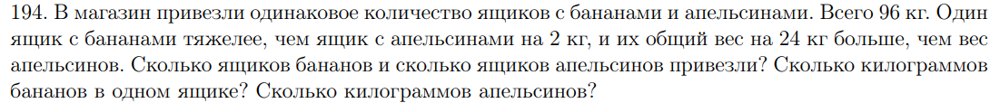 194. В магазин привезли одинаковое количество ящиков с бананами и апельсинами. Всего 96 кг. Один
ящик с бананами тяжелее, чем ящик с апельсинами на 2 кг, и их общий вес на 24 кг больше, чем вес
апельсинов. Сколько ящиков бананов и сколько ящиков апельсинов привезли? Сколько килограммов
бананов в одном ящике? Сколько килограммов апельсинов?